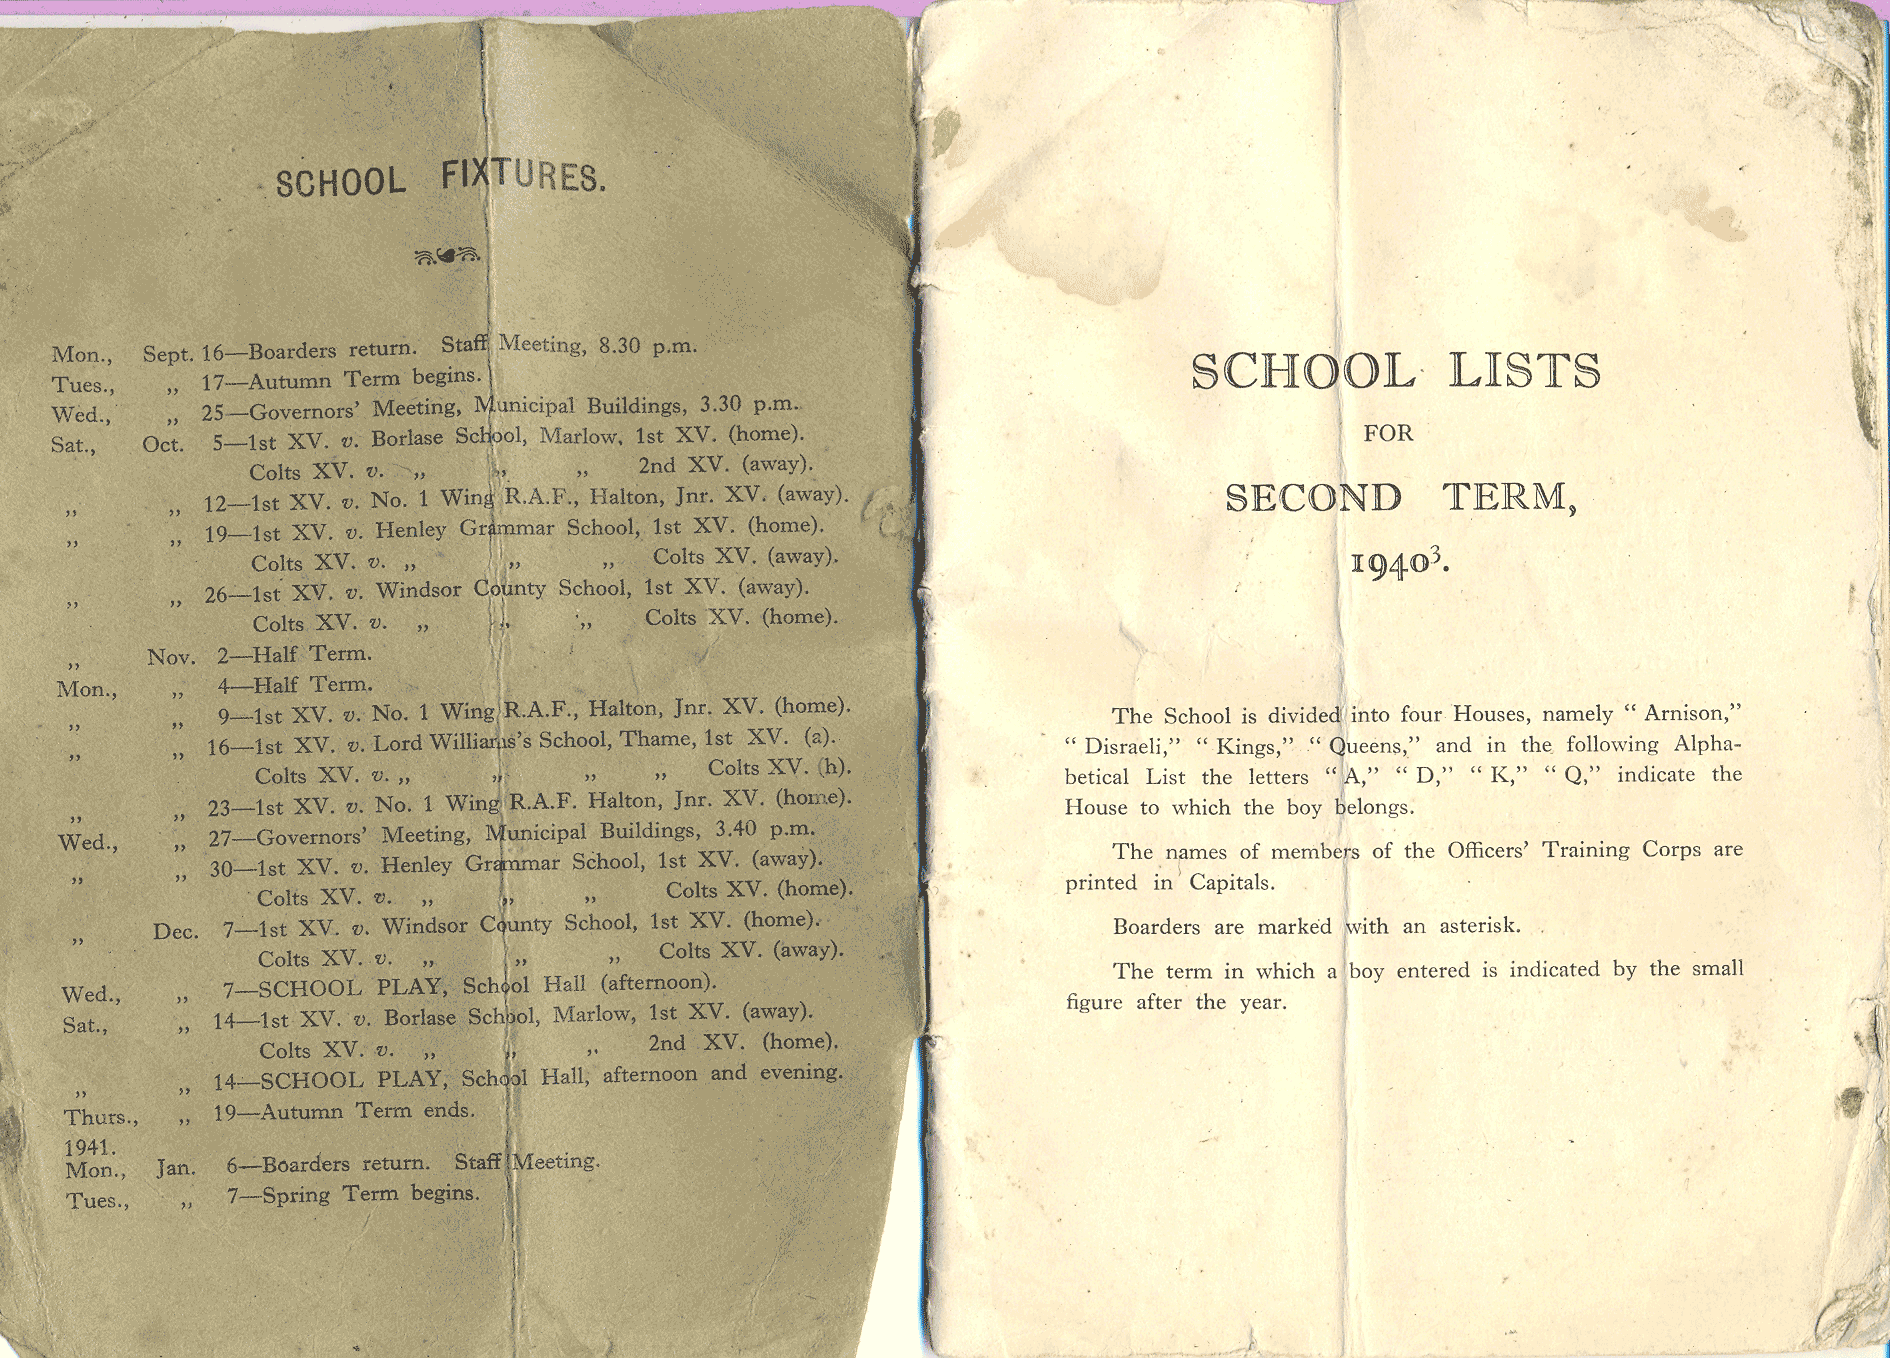 SCHOOL FIXTURES.
Mon., Sept. 16—Boarders return. Staff Meeting, 8.30 p.m.
Tues., ,, 17—Autumn Term begins.
Wed., ,, 25—Governors' Meeting, Municipal Buildings, 3.30 p.m.
Sat., Oct. 5—1st XV. v. Borlase School, Marlow, 1st XV. (home).
Colts XV. v. ,, ,, ,, 2nd XV. (away).
,, ,, 12—1st XV. v. No. 1 Wing R.A.F., Halton, Jnr. XV. (away).
,, ,, 19—1st XV. v. Henley Grammar School, 1st XV. (home).
Colts XV. v. ,, ,, ,, Colts XV. (away).
,, ,, 26—1st XV. v. Windsor County School, 1st XV. (away).
Colts XV. v. ,, ,, ,, Colts XV. (home).
,, Nov. 2—Half Term.
Mon., ,, 4—Half Term.
,, ,, 9—1st XV. v. No. 1 Wing R.A.F., Halton, Jnr. XV. (home).
,, ,, 16—1st XV. v. Lord Williams's School, Thame, 1st XV. (a).
Colts XV. v. ,, ,, ,, ,, Colts XV. (h).
,, ,, 23—1st XV. v. No. 1 Wing R.A.F. Halton, Jnr. XV. (home).
Wed., ,, 27—Governors' Meeting, Municipal Buildings, 3.40 p.m.
,, ,, 30—1st XV. v. Henley Grammar School, 1st XV. (away).
Colts XV. v. ,, ,, ,, Colts XV. (home).
,, Dec. 7—1st XV. v. Windsor County School, 1st XV. (home).
Colts XV. v. ,, ,, ,, Colts XV. (away).
Wed., ,, 7—SCHOOL PLAY, School Hall (afternoon).
Sat., ,, 14—1st XV. v. Borlase School, Marlow, 1st XV. (away).
Colts XV. v. ,, ,, ,, 2nd XV. (home).
,, ,, 14—SCHOOL PLAY, School Hall, afternoon and evening.
Thurs., ,, 19—Autumn Term ends.
1941.
Mon., Jan. 6—Boarders return. Staff Meeting.
Tues., ,, 7—Spring Term begins.
SCHOOL LISTS
FOR
SECOND TERM,
1940³.
The School is divided into four Houses, namely “ Arnison,”
“ Disraeli,” “ Kings,” “ Queens,” and in the following Alpha-
betical List the letters “ A,” “ D,” “ K,” “ Q,” indicate the
House to which the boy belongs.
The names of members of the Officers' Training Corps are
printed in Capitals.
Boarders are marked with an asterisk.
The term in which a boy entered is indicated by the small
figure after the year.